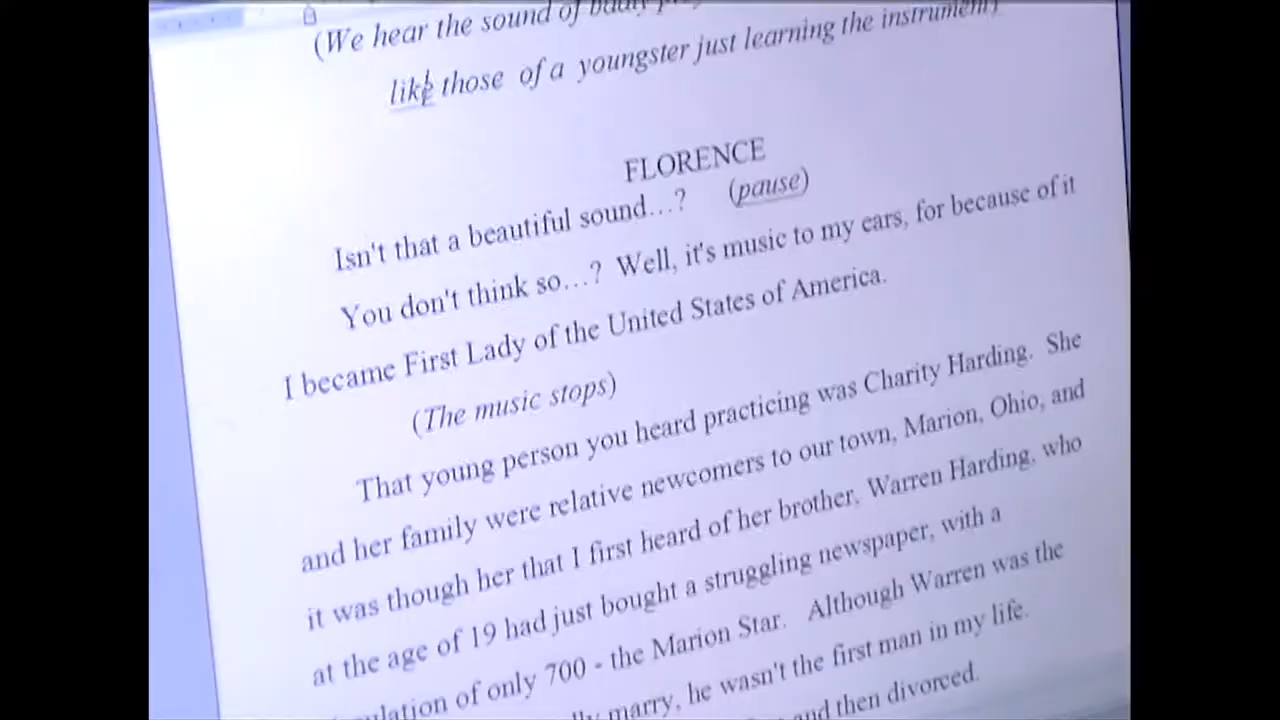 (We hear the sound of badly
like those of a youngster just learning the instrument)
FLORENCE
Isn't that a beautiful sound…? (pause)
You don't think so…? Well, it's music to my ears, for because of it
I became First Lady of the United States of America.
(The music stops)
That young person you heard practicing was Charity Harding. She
and her family were relative newcomers to our town, Marion, Ohio, and
it was though her that I first heard of her brother, Warren Harding, who
at the age of 19 had just bought a struggling newspaper, with a
of only 700 - the Marion Star. Although Warren was the
marry, he wasn't the first man in my life.
and then divorced.